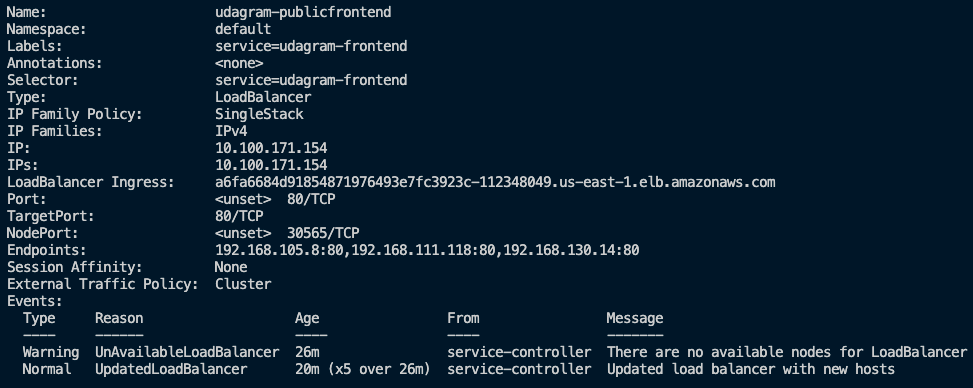 Name:                     udagram-publicfrontend
Namespace:                default
Labels:                   service=udagram-frontend
Annotations:              <none>
Selector:                 service=udagram-frontend
Type:                     LoadBalancer
IP Family Policy:         SingleStack
IP Families:              IPv4
IP:                       10.100.171.154
IPs:                      10.100.171.154
LoadBalancer Ingress:     a6fa6684d91854871976493e7fc3923c-112348049.us-east-1.elb.amazonaws.com
Port:                     <unset>  80/TCP
TargetPort:               80/TCP
NodePort:                 <unset>  30565/TCP
Endpoints:                192.168.105.8:80,192.168.111.118:80,192.168.130.14:80
Session Affinity:         None
External Traffic Policy:  Cluster
Events:
  Type     Reason                   Age                 From                Message
  ----     ------                   ----                ----                -------
  Warning  UnAvailableLoadBalancer  26m                 service-controller  There are no available nodes for LoadBalancer
  Normal   UpdatedLoadBalancer      20m (x5 over 26m)  service-controller  Updated load balancer with new hosts